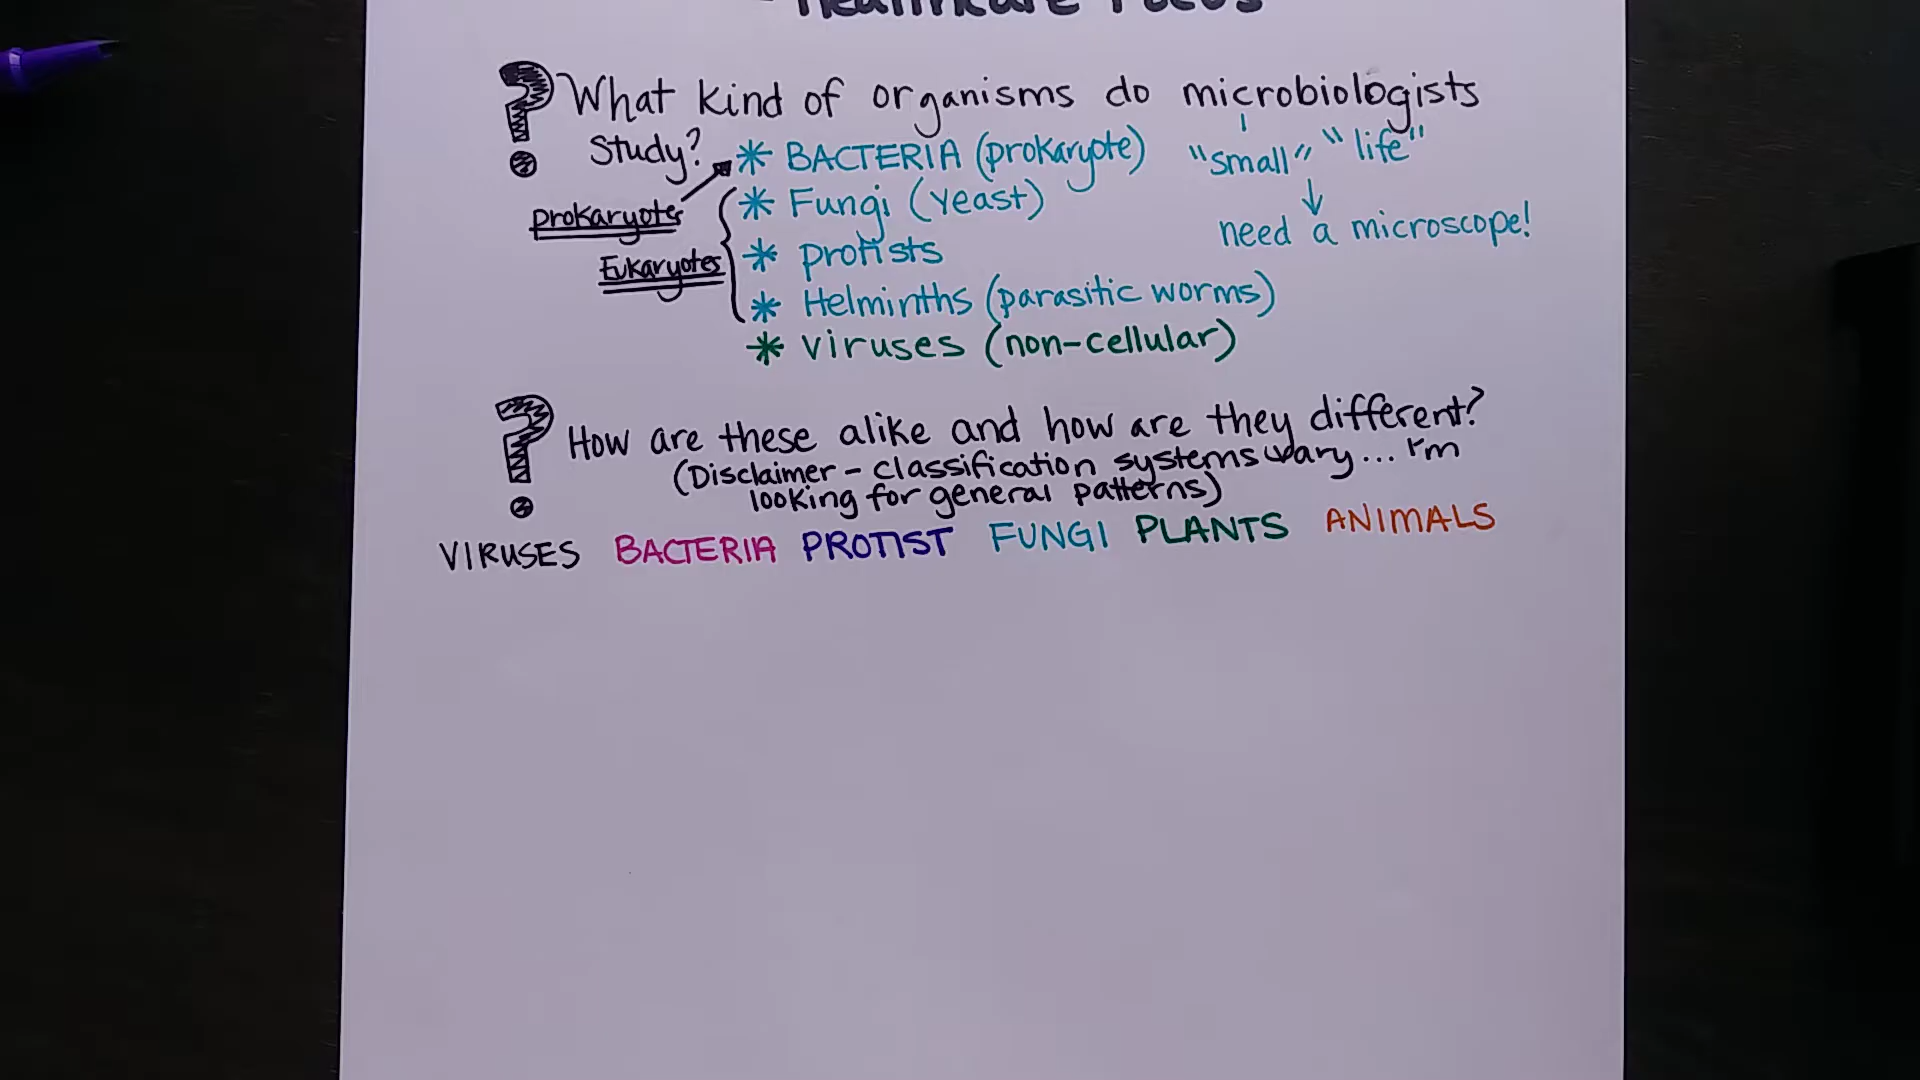 Healthcare Focus
? What kind of organisms do microbiologists
Study? * BACTERIA (prokaryote) "small" "life"
prokaryotes * Fungi (yeast) need a microscope!
Eukaryotes * protists
* Helminths (parasitic worms)
* viruses (non-cellular)
? How are these alike and how are they different?
(Disclaimer - classification systems vary... I'm
looking for general patterns)
VIRUSES BACTERIA PROTIST FUNGI PLANTS ANIMALS